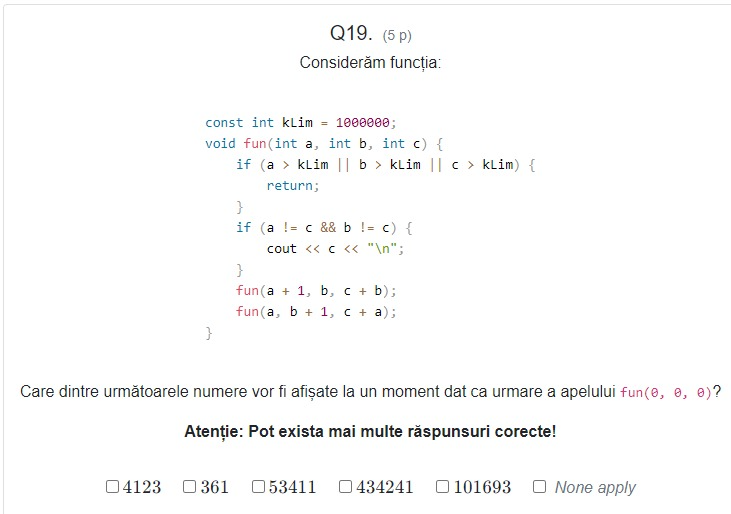 Q19. (5 p)
Considerăm funcția:
const int kLim = 1000000;
void fun(int a, int b, int c) {
    if (a > kLim || b > kLim || c > kLim) {
        return;
    }
    if (a != c && b != c) {
        cout << c << "\n";
    }
    fun(a + 1, b, c + b);
    fun(a, b + 1, c + a);
}
Care dintre următoarele numere vor fi afișate la un moment dat ca urmare a apelului fun(0, 0, 0)?
Atenție: Pot exista mai multe răspunsuri corecte!
4123 361 53411 434241 101693 None apply